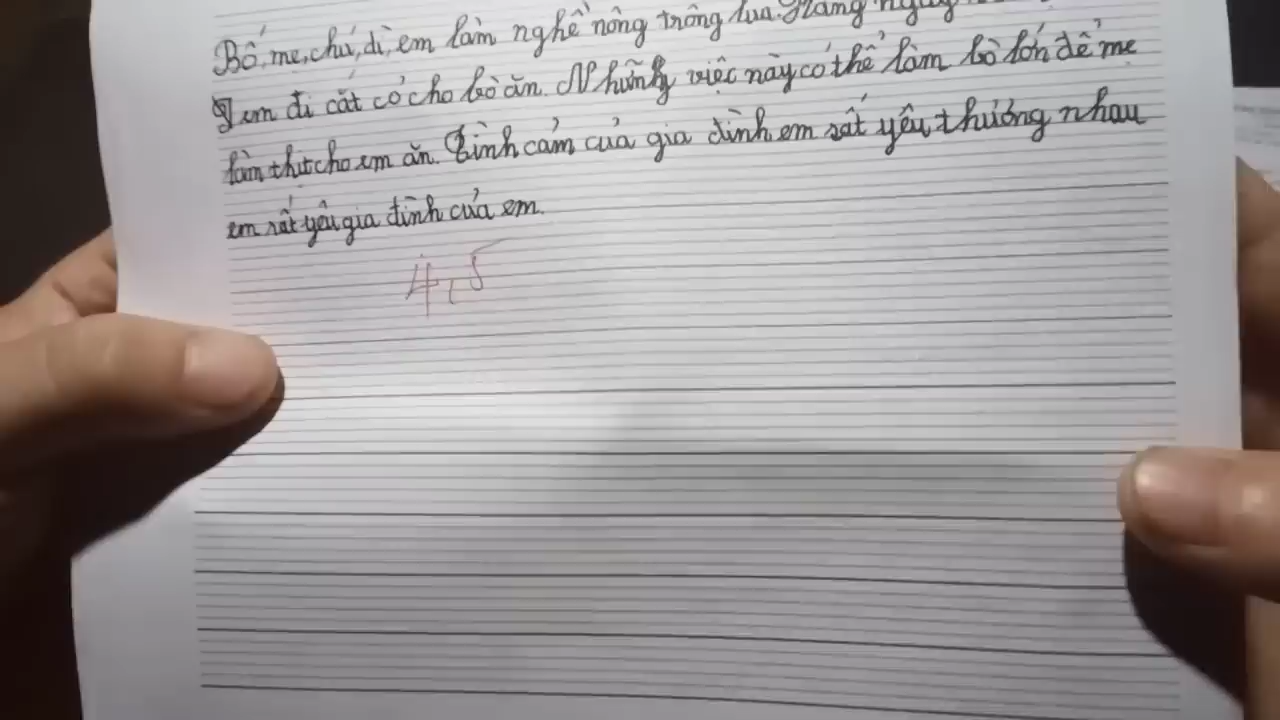 Bố, mẹ, chú, dì, em làm nghề nông trồng lúa. Hằng ngày
em đi cắt cỏ cho bò ăn. Những việc này có thể làm bò lớn để mẹ
làm thịt cho em ăn. Tình cảm của gia đình em rất yêu thương nhau
em rất yêu gia đình của em.
4,5